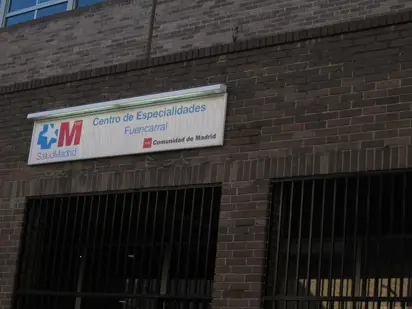 M
SaludMadrid
Centro de Especialidades
Fuencarral
Comunidad de Madrid